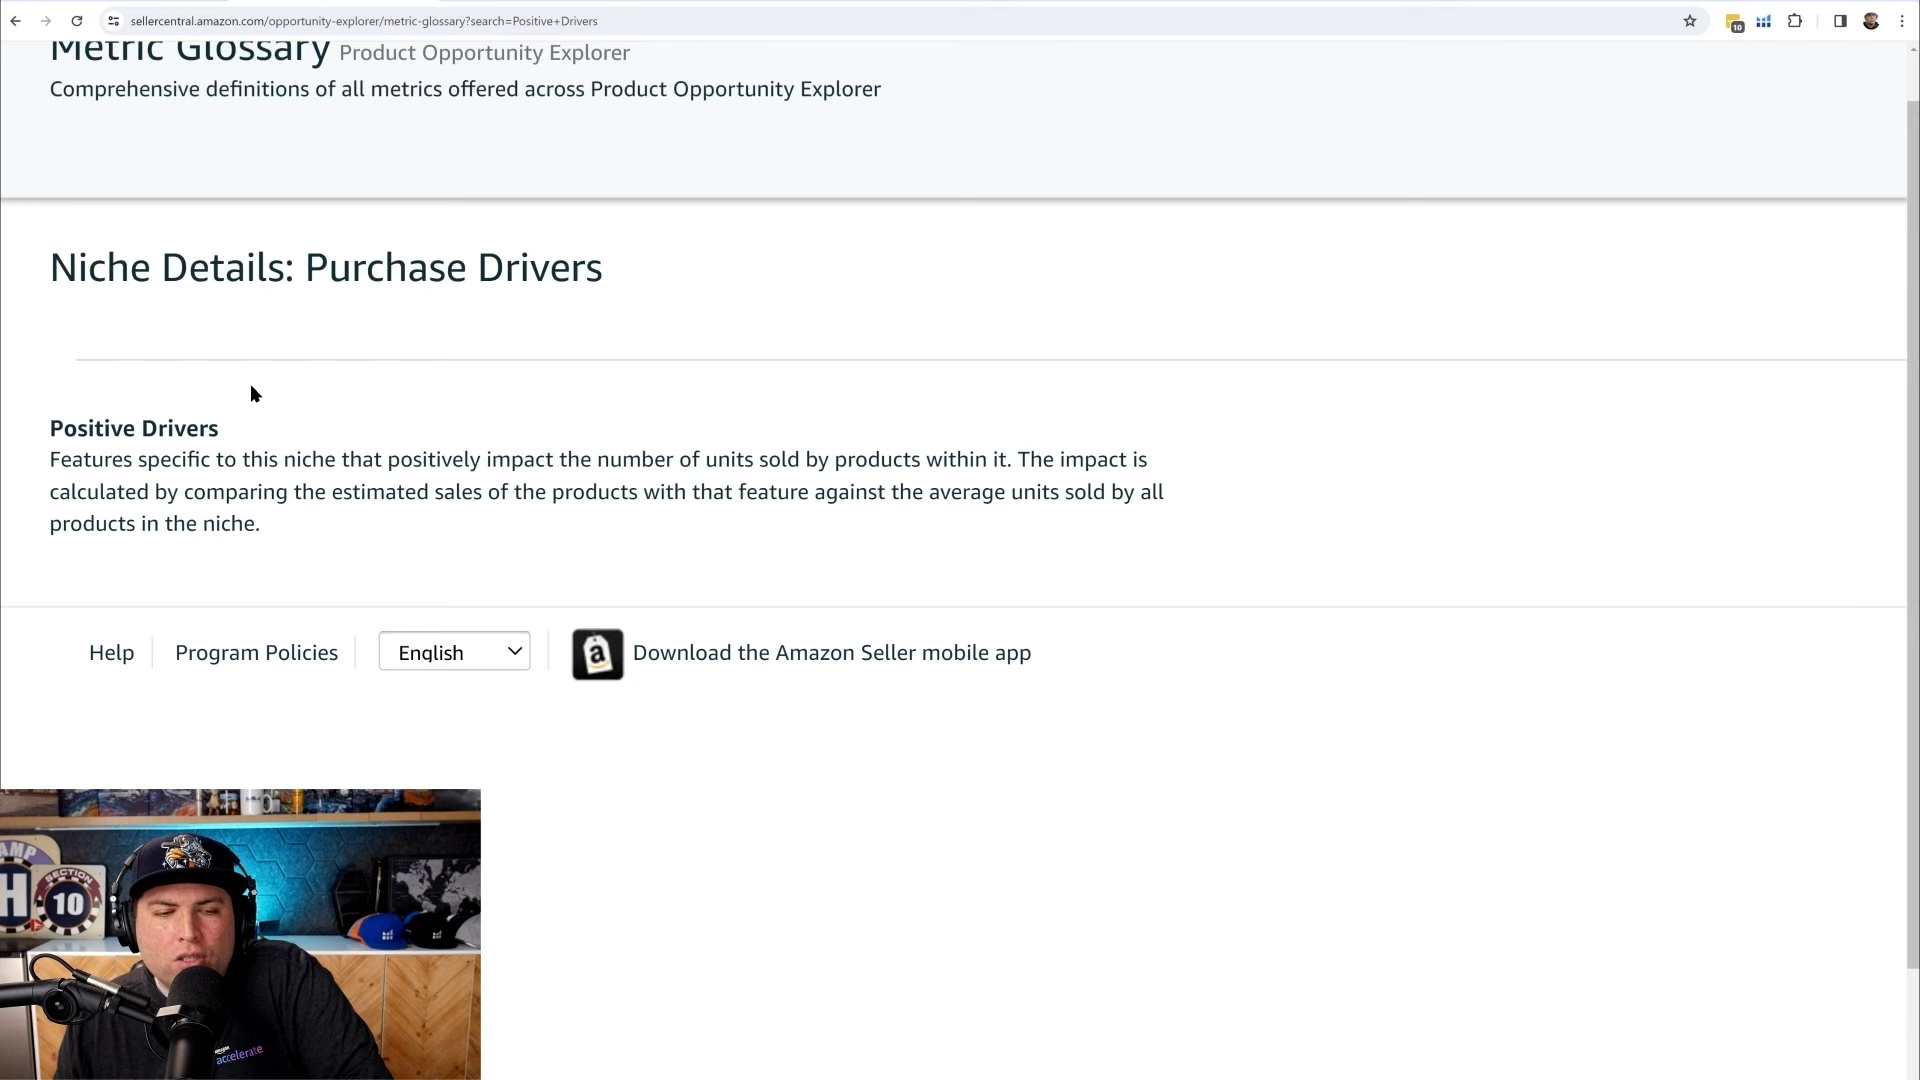 sellercentral.amazon.com/opportunity-explorer/metric-glossary?search=Positive+Drivers
10
Metric Glossary Product Opportunity Explorer
Comprehensive definitions of all metrics offered across Product Opportunity Explorer
Niche Details: Purchase Drivers
Positive Drivers
Features specific to this niche that positively impact the number of units sold by products within it. The impact is
calculated by comparing the estimated sales of the products with that feature against the average units sold by all
products in the niche.
Help
Program Policies
English
a
Download the Amazon Seller mobile app
AMP
H
SECTION
10
amazon
accelerate